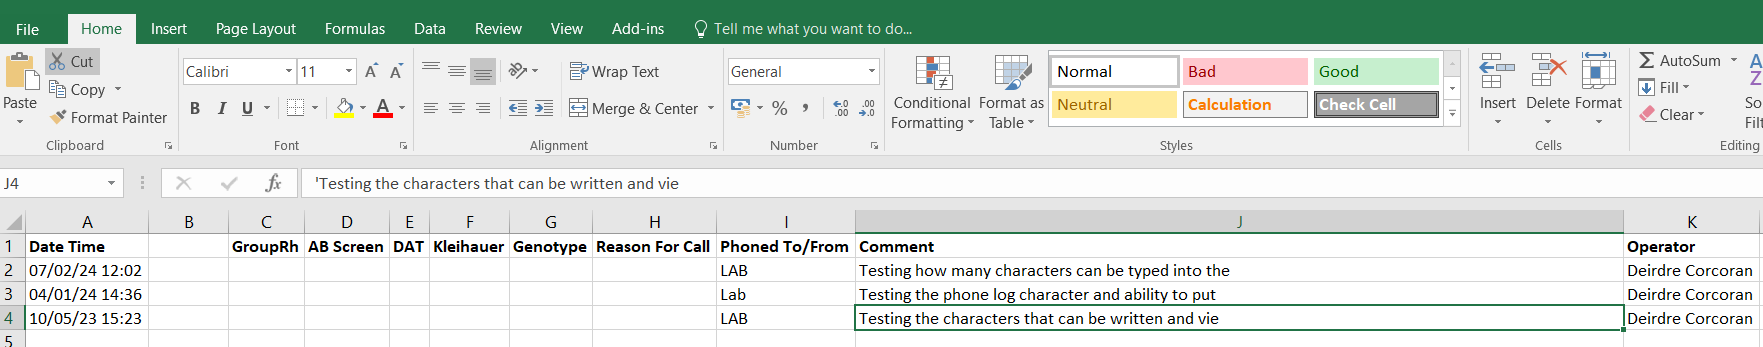 File Home Insert Page Layout Formulas Data Review View Add-ins Tell me what you want to do...
Paste
Cut
Copy
Format Painter
Clipboard
Calibri 11
B I U A
Font
Wrap Text
Merge & Center
Alignment
General
% ,
Number
Conditional Formatting
Format as Table
Normal Bad Good
Neutral Calculation Check Cell
Styles
Insert Delete Format
Cells
AutoSum
Fill
Clear
So
Filt
Editing
J4 fx 'Testing the characters that can be written and vie
A B C D E F G H I J K
1 Date Time GroupRh AB Screen DAT Kleihauer Genotype Reason For Call Phoned To/From Comment Operator
2 07/02/24 12:02 LAB Testing how many characters can be typed into the Deirdre Corcoran
3 04/01/24 14:36 Lab Testing the phone log character and ability to put Deirdre Corcoran
4 10/05/23 15:23 LAB Testing the characters that can be written and vie Deirdre Corcoran
5